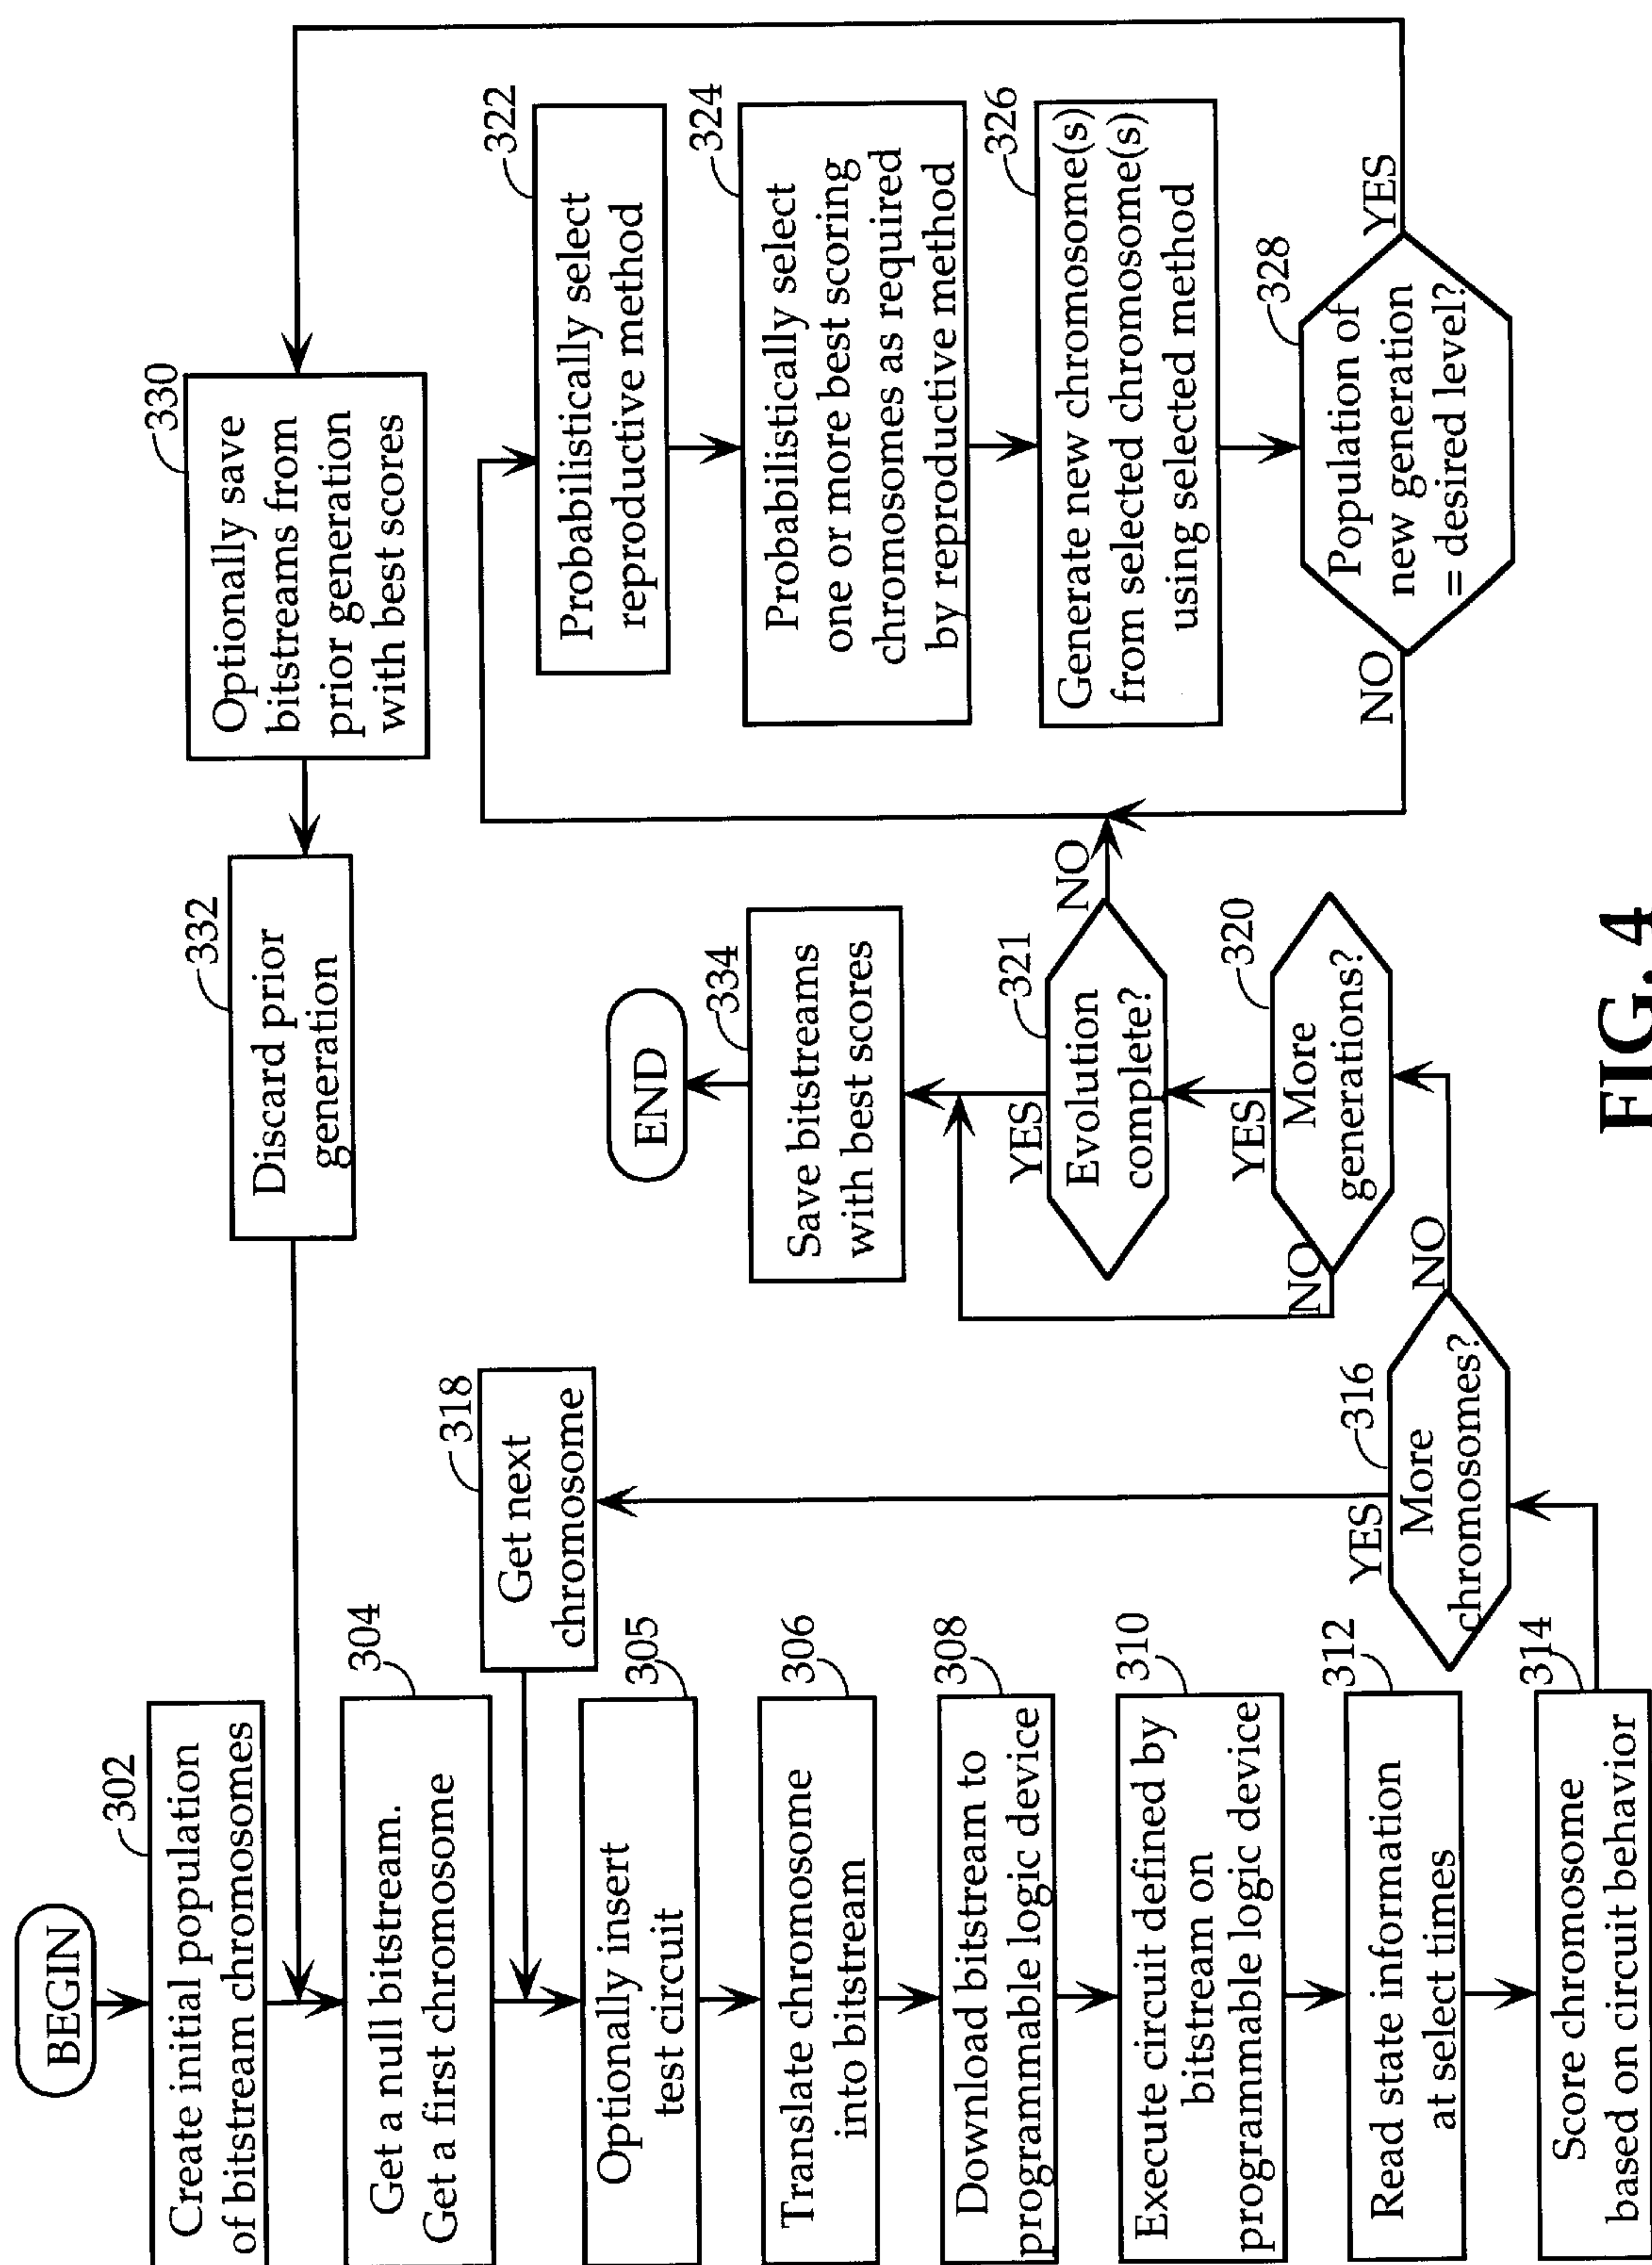 BEGIN
302
Create initial population
of bitstream chromosomes
304
Get a null bitstream.
Get a first chromosome
305
Optionally insert
test circuit
306
Translate chromosome
into bitstream
308
Download bitstream to
programmable logic device
310
Execute circuit defined by
bitstream on
programmable logic device
312
Read state information
at select times
314
Score chromosome
based on circuit behavior
316
More
chromosomes?
YES
NO
318
Get next
chromosome
320
More
generations?
YES
NO
321
Evolution
complete?
YES
NO
334
Save bitstreams
with best scores
END
322
Probabilistically select
reproductive method
324
Probabilistically select
one or more best scoring
chromosomes as required
by reproductive method
326
Generate new chromosome(s)
from selected chromosome(s)
using selected method
328
Population of
new generation
= desired level?
NO
YES
330
Optionally save
bitstreams from
prior generation
with best scores
332
Discard prior
generation
FIG. 4